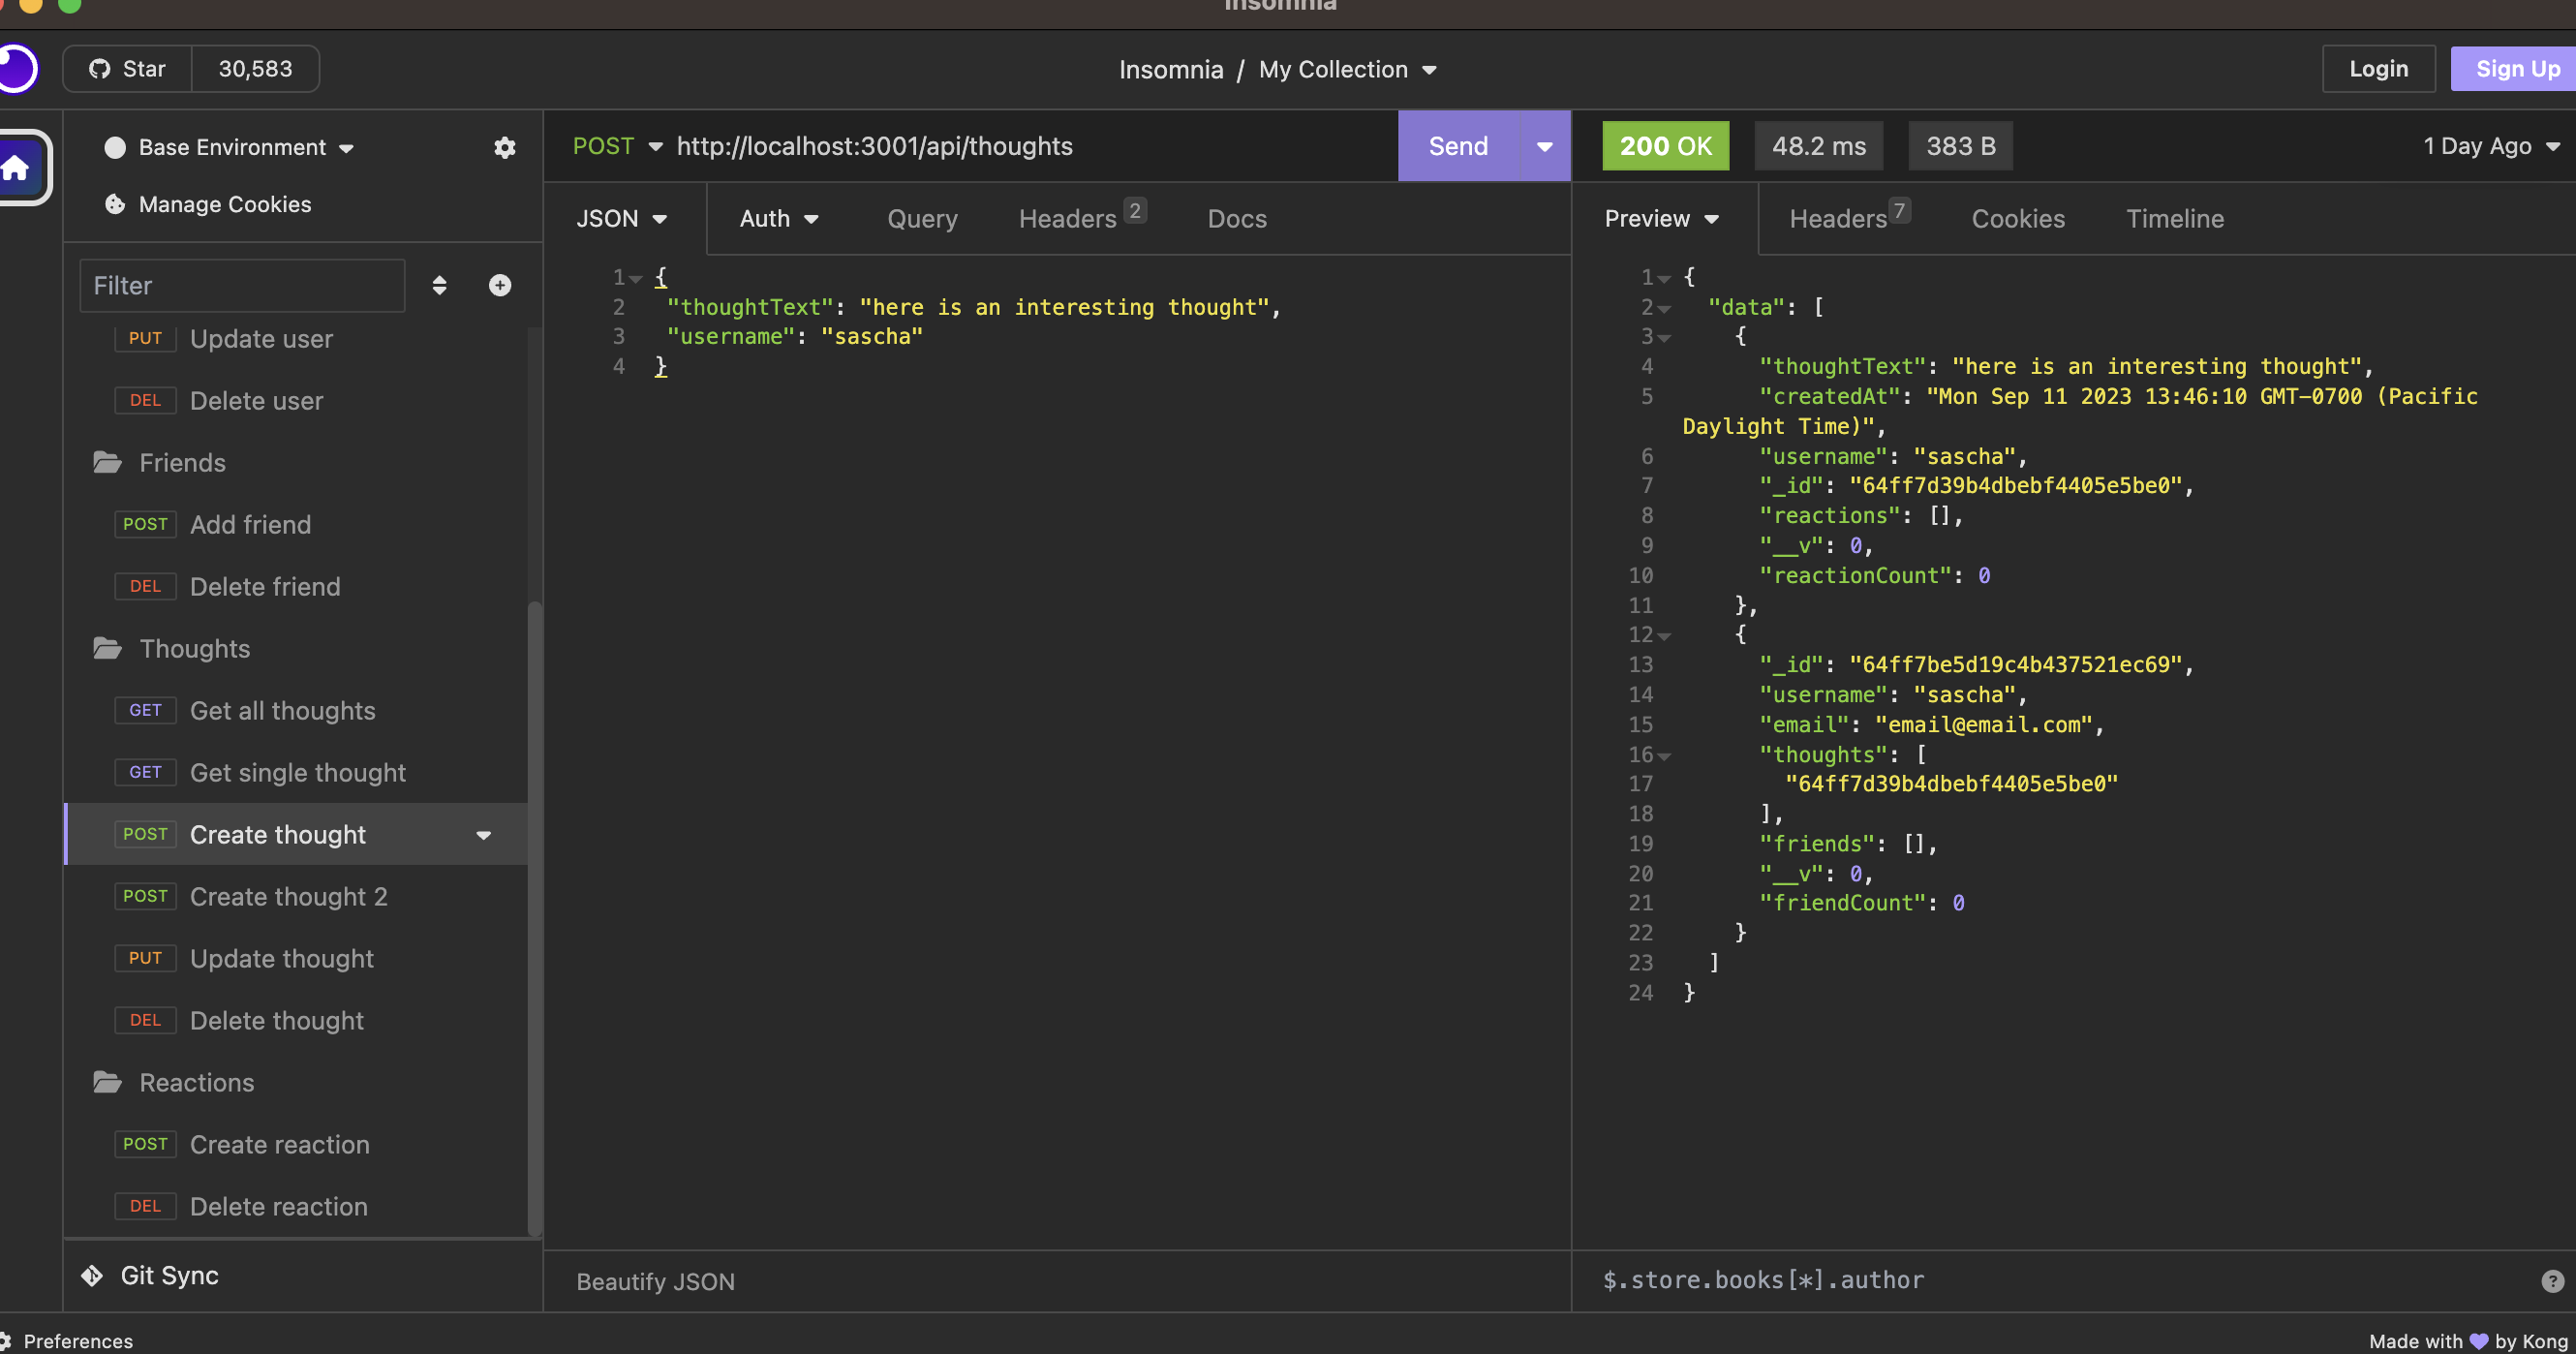 Insomnia
Star 30,583
Insomnia / My Collection
Login
Sign Up
Base Environment
Manage Cookies
Filter
PUT Update user
DEL Delete user
Friends
POST Add friend
DEL Delete friend
Thoughts
GET Get all thoughts
GET Get single thought
POST Create thought
POST Create thought 2
PUT Update thought
DEL Delete thought
Reactions
POST Create reaction
DEL Delete reaction
Git Sync
Preferences
POST http://localhost:3001/api/thoughts
Send
JSON Auth Query Headers 2 Docs
1 {
2 "thoughtText": "here is an interesting thought",
3 "username": "sascha"
4 }
Beautify JSON
200 OK 48.2 ms 383 B 1 Day Ago
Preview Headers 7 Cookies Timeline
1 {
2 "data": [
3 {
4 "thoughtText": "here is an interesting thought",
5 "createdAt": "Mon Sep 11 2023 13:46:10 GMT-0700 (Pacific
Daylight Time)",
6 "username": "sascha",
7 "_id": "64ff7d39b4dbebf4405e5be0",
8 "reactions": [],
9 "__v": 0,
10 "reactionCount": 0
11 },
12 {
13 "_id": "64ff7be5d19c4b437521ec69",
14 "username": "sascha",
15 "email": "email@email.com",
16 "thoughts": [
17 "64ff7d39b4dbebf4405e5be0"
18 ],
19 "friends": [],
20 "__v": 0,
21 "friendCount": 0
22 }
23 ]
24 }
$.store.books[*].author
?
Made with 💜 by Kong